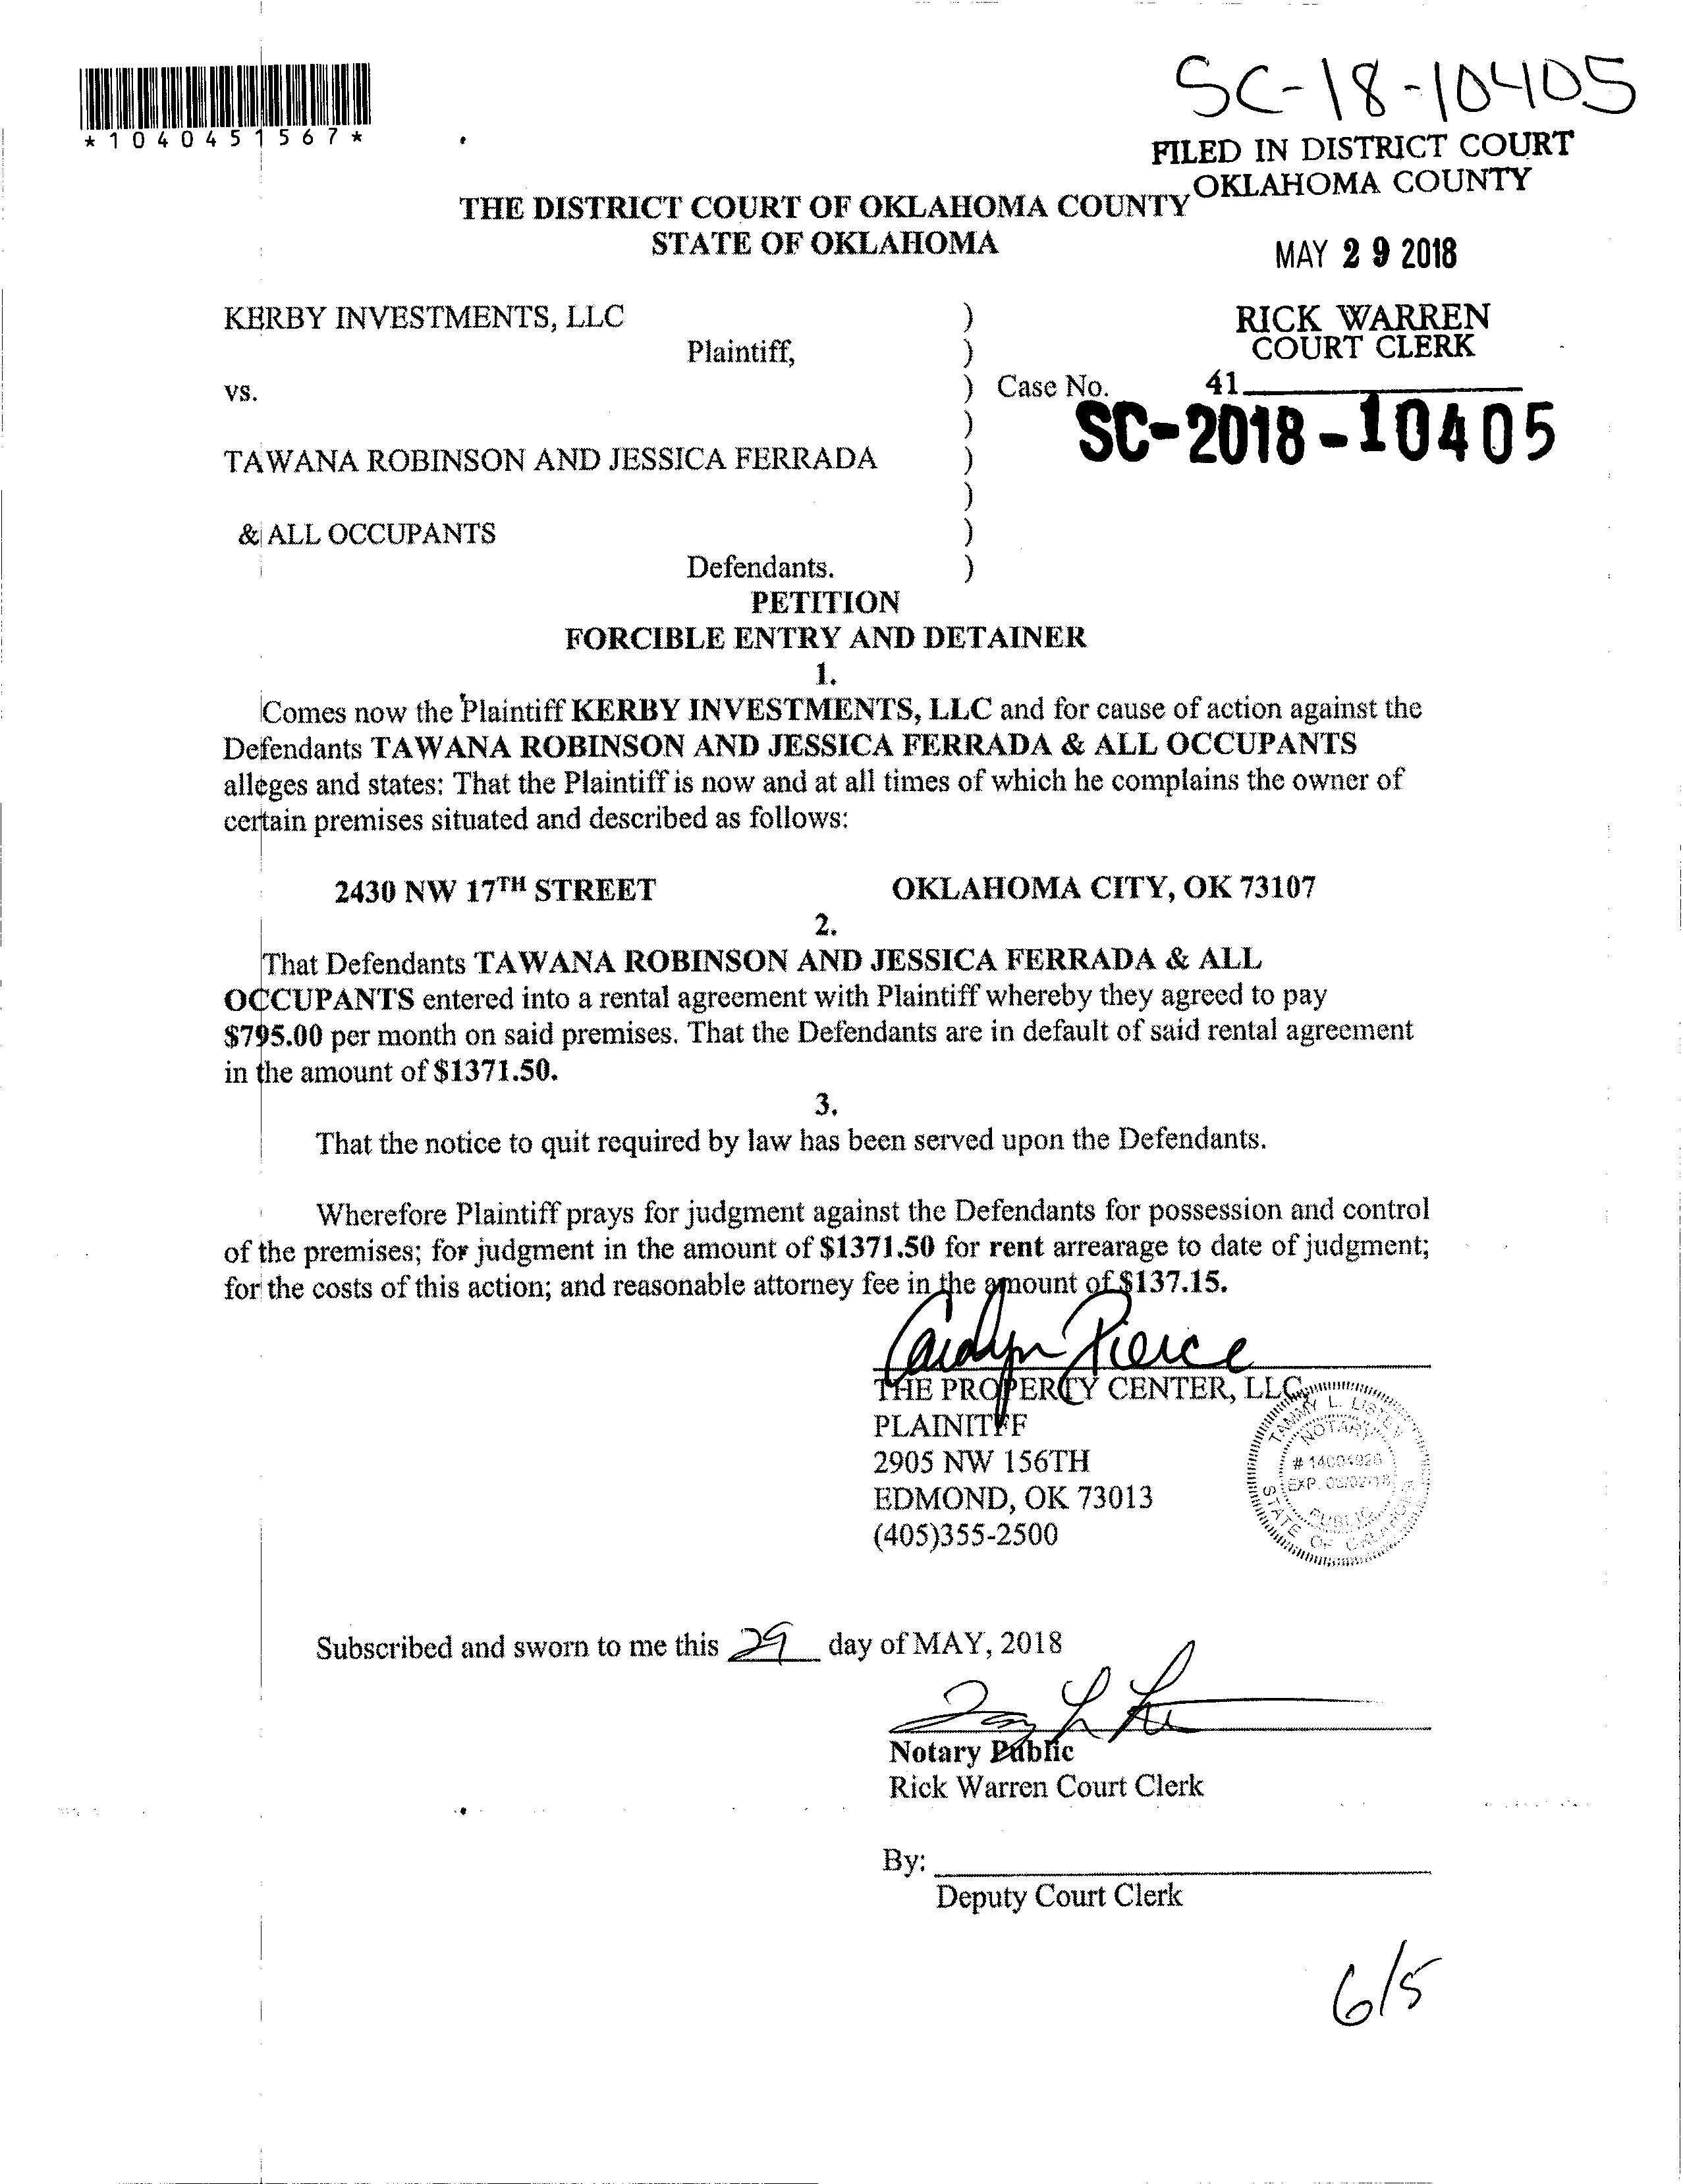 SC-18-10405
*1040451567*
FILED IN DISTRICT COURT
OKLAHOMA COUNTY
THE DISTRICT COURT OF OKLAHOMA COUNTY
STATE OF OKLAHOMA
MAY 29 2018
KERBY INVESTMENTS, LLC )
RICK WARREN
Plaintiff, )
COURT CLERK
vs. ) Case No. 41
)
SC-2018-10405
TAWANA ROBINSON AND JESSICA FERRADA )
)
& ALL OCCUPANTS )
Defendants. )
PETITION
FORCIBLE ENTRY AND DETAINER
1.
Comes now the Plaintiff KERBY INVESTMENTS, LLC and for cause of action against the
Defendants TAWANA ROBINSON AND JESSICA FERRADA & ALL OCCUPANTS
alleges and states: That the Plaintiff is now and at all times of which he complains the owner of
certain premises situated and described as follows:
2430 NW 17TH STREET OKLAHOMA CITY, OK 73107
2.
That Defendants TAWANA ROBINSON AND JESSICA FERRADA & ALL
OCCUPANTS entered into a rental agreement with Plaintiff whereby they agreed to pay
$795.00 per month on said premises. That the Defendants are in default of said rental agreement
in the amount of $1371.50.
3.
That the notice to quit required by law has been served upon the Defendants.
Wherefore Plaintiff prays for judgment against the Defendants for possession and control
of the premises; for judgment in the amount of $1371.50 for rent arrearage to date of judgment;
for the costs of this action; and reasonable attorney fee in the amount of $137.15.
Carolyn Pierce
THE PROPERTY CENTER, LLC,
PLAINITFF
2905 NW 156TH
EDMOND, OK 73013
(405)355-2500
TAMMY L.
NOTARY
EXP.
PUBLIC
STATE OF OKLAHOMA
Subscribed and sworn to me this 29 day of MAY, 2018
Notary Public
Rick Warren Court Clerk
By:
Deputy Court Clerk
6/5